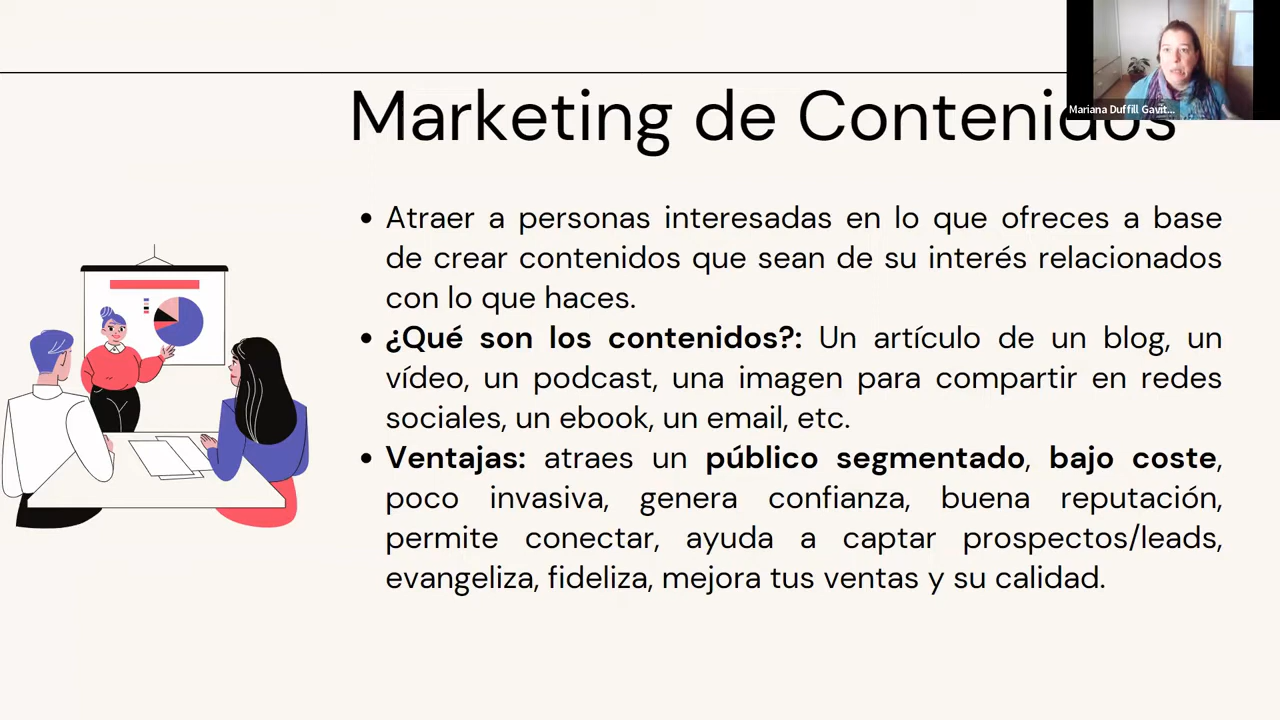 Mariana Duffill Gavit...
Marketing de Contenidos
• Atraer a personas interesadas en lo que ofreces a base
de crear contenidos que sean de su interés relacionados
con lo que haces.
• ¿Qué son los contenidos?: Un artículo de un blog, un
vídeo, un podcast, una imagen para compartir en redes
sociales, un ebook, un email, etc.
• Ventajas: atraes un público segmentado, bajo coste,
poco invasiva, genera confianza, buena reputación,
permite conectar, ayuda a captar prospectos/leads,
evangeliza, fideliza, mejora tus ventas y su calidad.